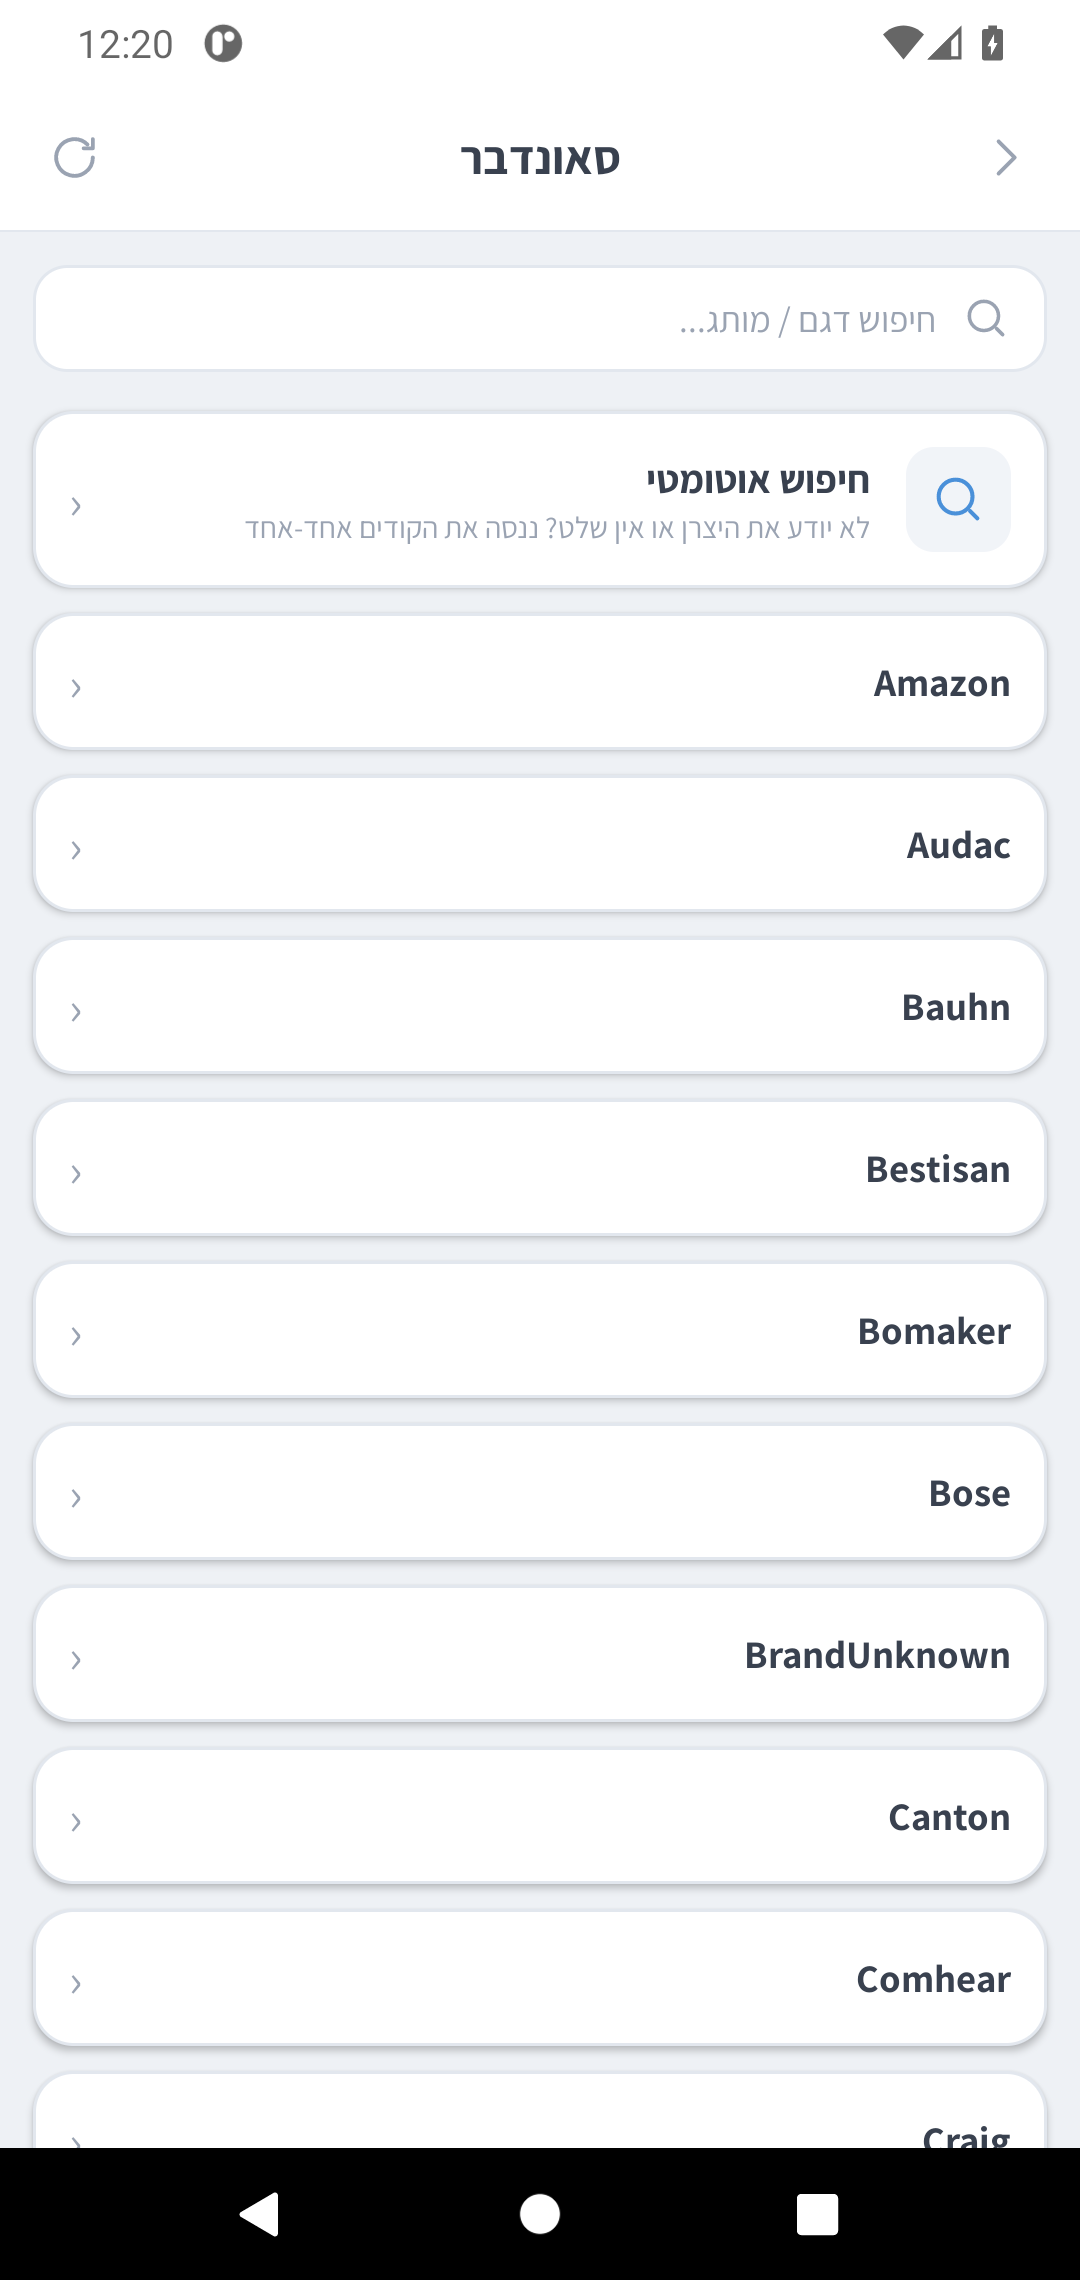 12:20
סאונדבר
חיפוש דגם / מותג...
חיפוש אוטומטי
לא יודע את היצרן או אין שלט? ננסה את הקודים אחד-אחד
Amazon
Audac
Bauhn
Bestisan
Bomaker
Bose
BrandUnknown
Canton
Comhear
Craig